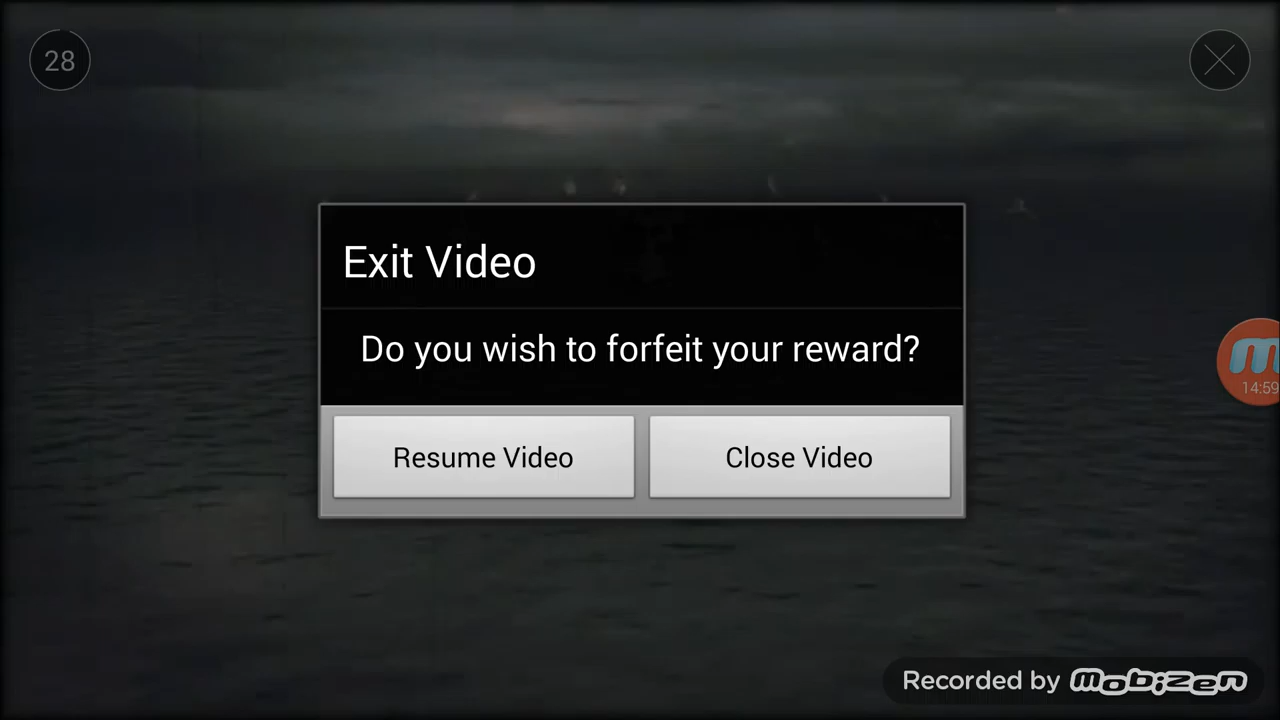 28
Exit Video
Do you wish to forfeit your reward?
Resume Video
Close Video
m
14:59
Recorded by mobizen